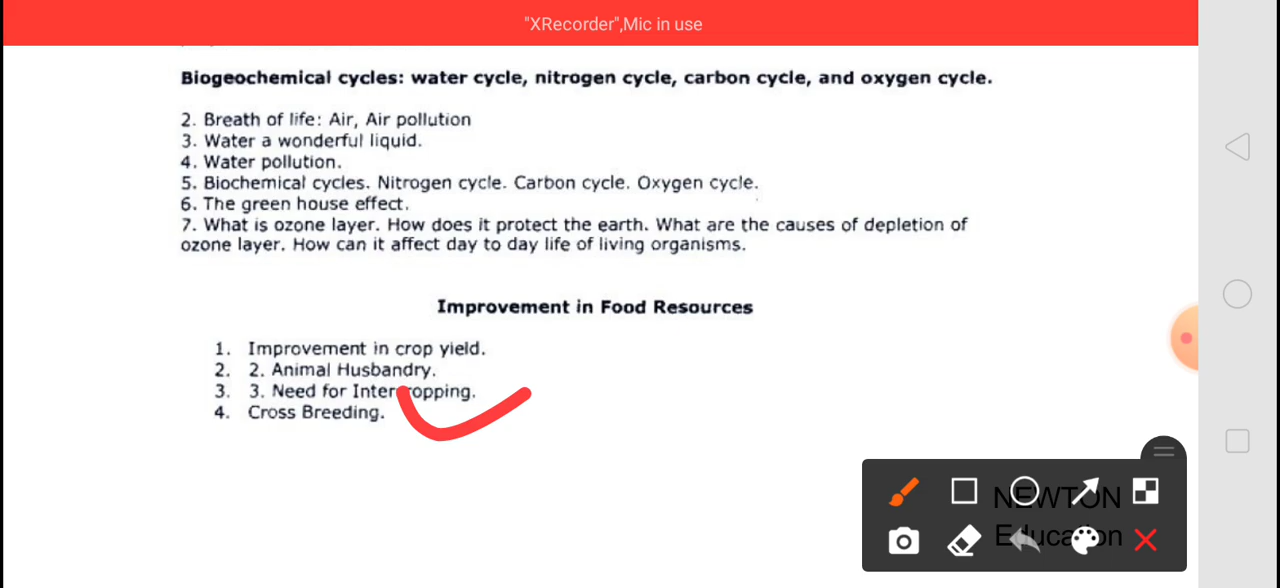 "XRecorder",Mic in use
Biogeochemical cycles: water cycle, nitrogen cycle, carbon cycle, and oxygen cycle.
2. Breath of life: Air, Air pollution
3. Water a wonderful liquid.
4. Water pollution.
5. Biochemical cycles. Nitrogen cycle. Carbon cycle. Oxygen cycle.
6. The green house effect.
7. What is ozone layer. How does it protect the earth. What are the causes of depletion of
ozone layer. How can it affect day to day life of living organisms.
Improvement in Food Resources
1. Improvement in crop yield.
2. 2. Animal Husbandry.
3. 3. Need for Intercropping.
4. Cross Breeding.
NEWTON
Education